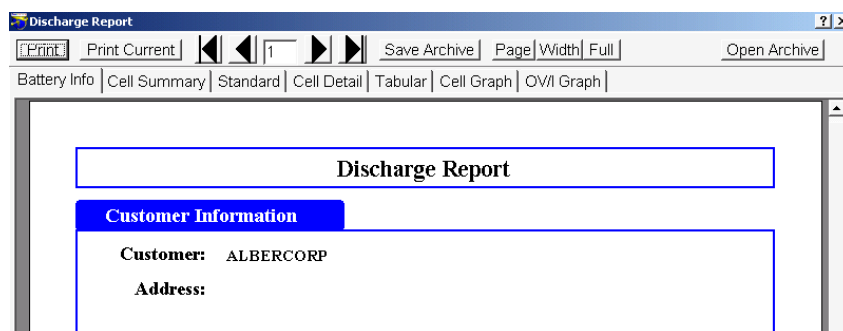 Discharge Report
Print Print Current 1 Save Archive Page Width Full Open Archive
Battery Info Cell Summary Standard Cell Detail Tabular Cell Graph OV/I Graph
Discharge Report
Customer Information
Customer: ALBERCORP
Address: